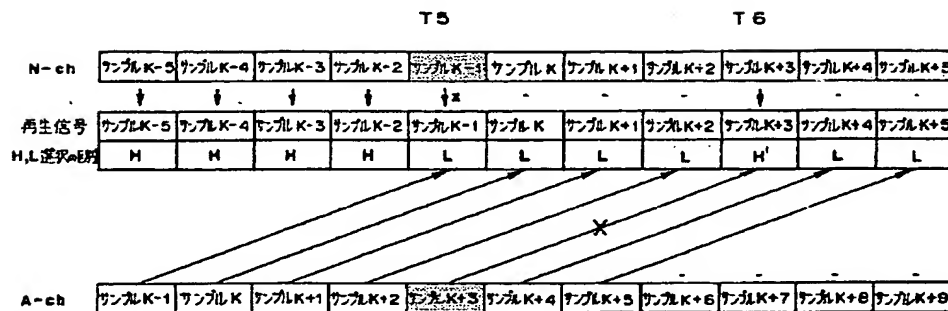 T5 T6
N-ch サンプルK-5 サンプルK-4 サンプルK-3 サンプルK-2 サンプルK-1 サンプルK サンプルK+1 サンプルK+2 サンプルK+3 サンプルK+4 サンプルK+5
再生信号 サンプルK-5 サンプルK-4 サンプルK-3 サンプルK-2 サンプルK-1 サンプルK サンプルK+1 サンプルK+2 サンプルK+3 サンプルK+4 サンプルK+5
H,L選択の H H H H L L L L H' L L
A-ch サンプルK-1 サンプルK サンプルK+1 サンプルK+2 サンプルK+3 サンプルK+4 サンプルK+5 サンプルK+6 サンプルK+7 サンプルK+8 サンプルK+9